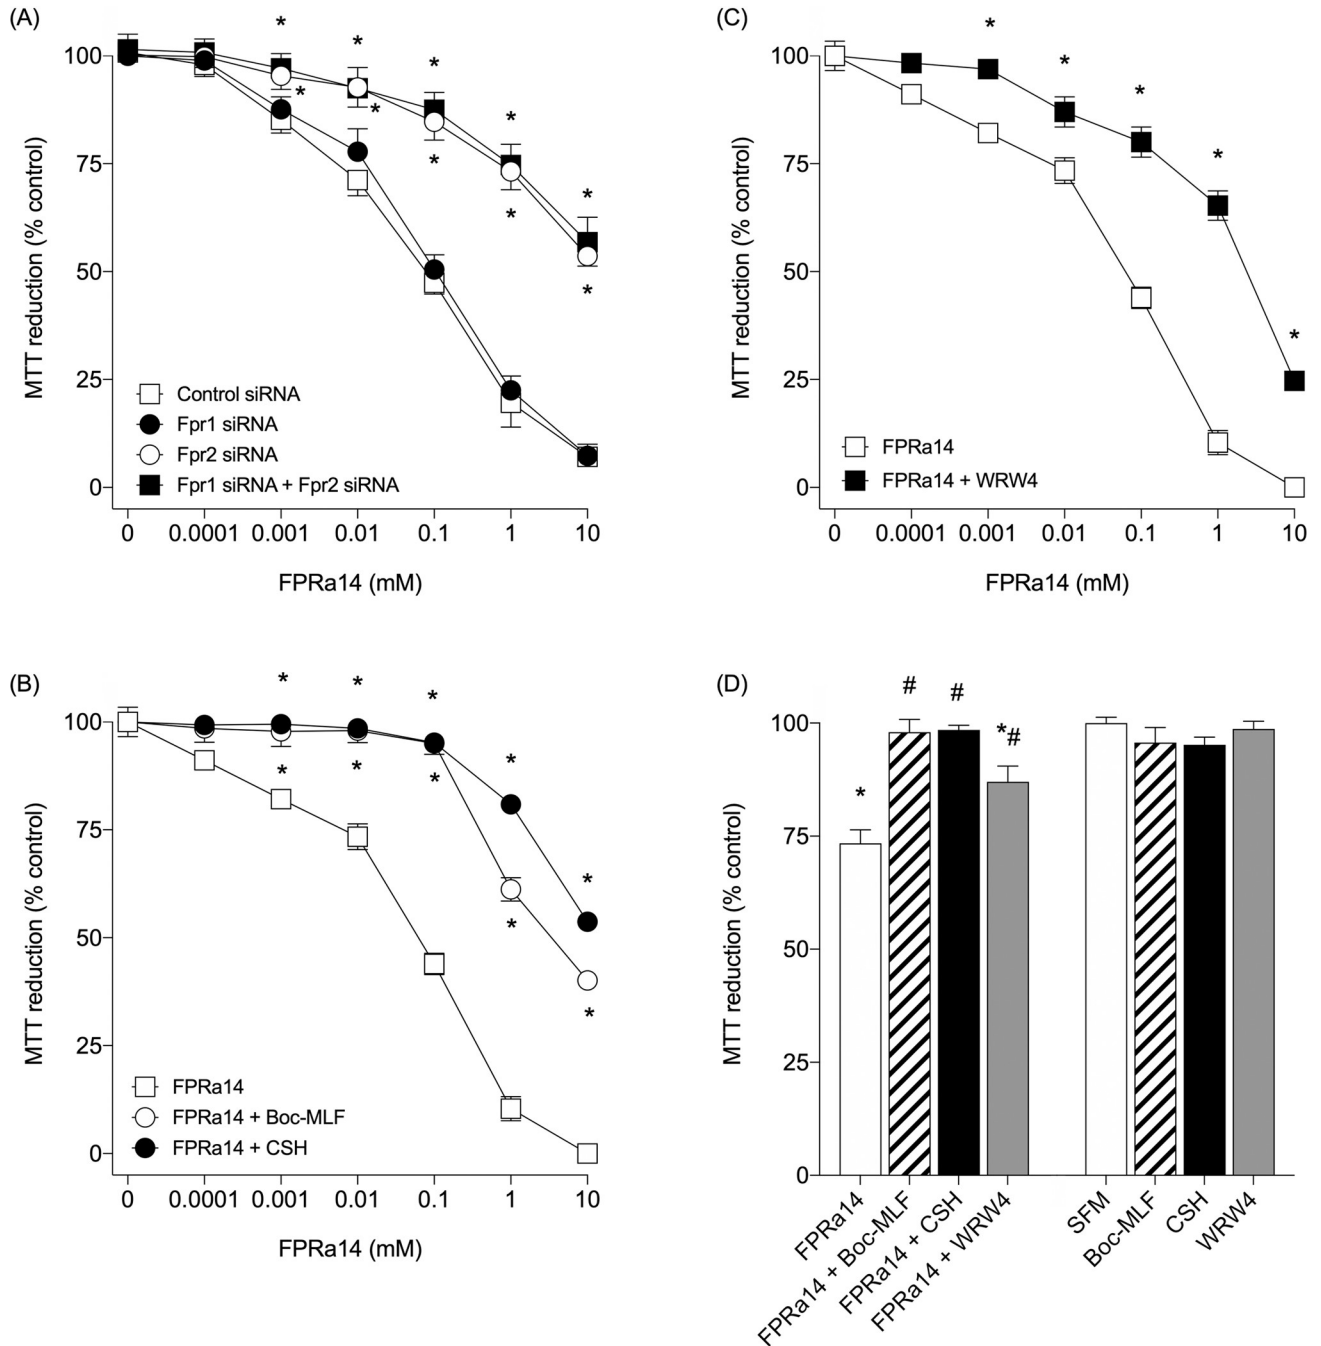 (A)
MTT reduction (% control)
100
75
50
25
0
* * * * *
* * * * *
Control siRNA
Fpr1 siRNA
Fpr2 siRNA
Fpr1 siRNA + Fpr2 siRNA
0 0.0001 0.001 0.01 0.1 1 10
FPRa14 (mM)
(C)
MTT reduction (% control)
100
75
50
25
0
* * * * *
FPRa14
FPRa14 + WRW4
0 0.0001 0.001 0.01 0.1 1 10
FPRa14 (mM)
(B)
MTT reduction (% control)
100
75
50
25
0
* * * * *
* * * * *
FPRa14
FPRa14 + Boc-MLF
FPRa14 + CSH
0 0.0001 0.001 0.01 0.1 1 10
FPRa14 (mM)
(D)
MTT reduction (% control)
100
75
50
25
0
* # # *#
FPRa14
FPRa14 + Boc-MLF
FPRa14 + CSH
FPRa14 + WRW4
SFM
Boc-MLF
CSH
WRW4